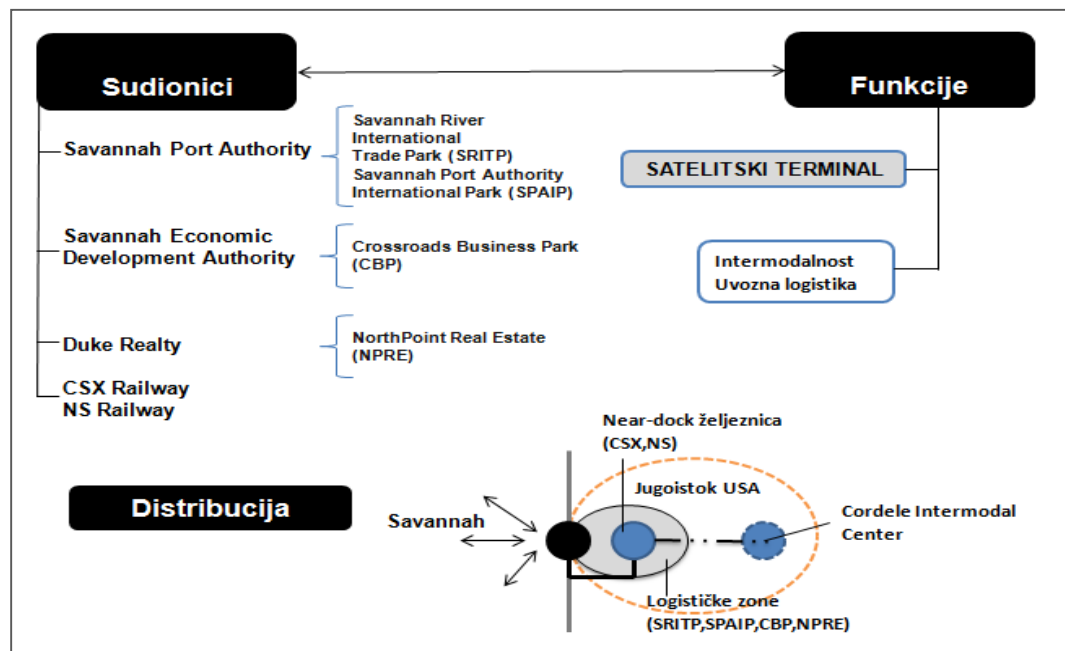 Sudionici
Funkcije
Savannah Port Authority
Savannah River
International
Trade Park (SRITP)
Savannah Port Authority
International Park (SPAIP)
SATELITSKI TERMINAL
Savannah Economic
Development Authority
Crossroads Business Park
(CBP)
Intermodalnost
Uvozna logistika
Duke Realty
NorthPoint Real Estate
(NPRE)
CSX Railway
NS Railway
Near-dock željeznica
(CSX,NS)
Distribucija
Jugoistok USA
Savannah
Cordele Intermodal
Center
Logističke zone
(SRITP,SPAIP,CBP,NPRE)